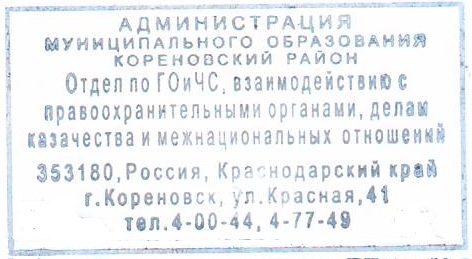 АДМИНИСТРАЦИЯ
МУНИЦИПАЛЬНОГО ОБРАЗОВАНИЯ
КОРЕНОВСКИЙ РАЙОН
Отдел по ГОиЧС, взаимодействию с
правоохранительными органами, делам
казачества и межнациональных отношений
353180,Россия, Краснодарский край
г.Кореновск, ул.Красная,41
тел.4-00-44, 4-77-49